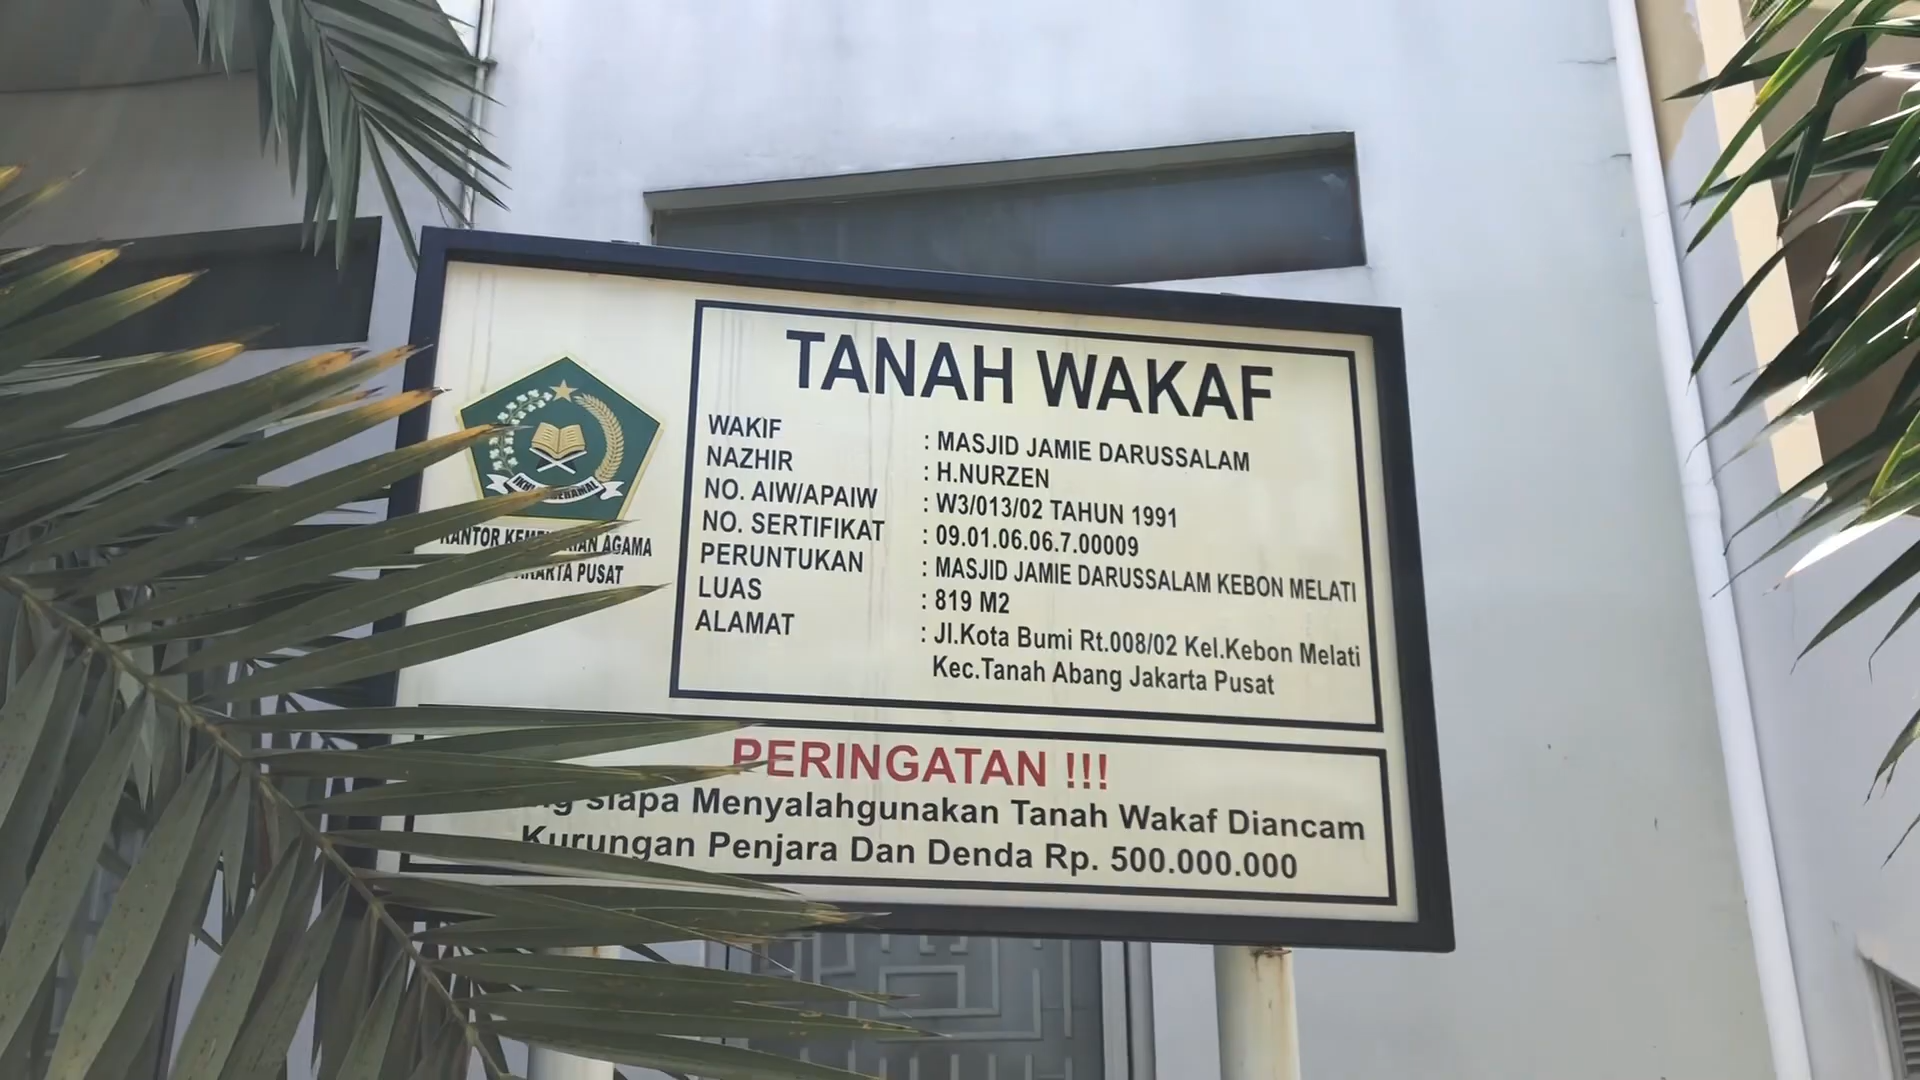 TANAH WAKAF
WAKIF : MASJID JAMIE DARUSSALAM
NAZHIR : H.NURZEN
NO. AIW/APAIW : W3/013/02 TAHUN 1991
NO. SERTIFIKAT : 09.01.06.06.7.00009
PERUNTUKAN : MASJID JAMIE DARUSSALAM KEBON MELATI
LUAS : 819 M2
ALAMAT : Jl.Kota Bumi Rt.008/02 Kel.Kebon Melati
Kec.Tanah Abang Jakarta Pusat
KANTOR AGAMA
PUSAT
PERINGATAN !!!
siapa Menyalahgunakan Tanah Wakaf Diancam
Kurungan Penjara Dan Denda Rp. 500.000.000